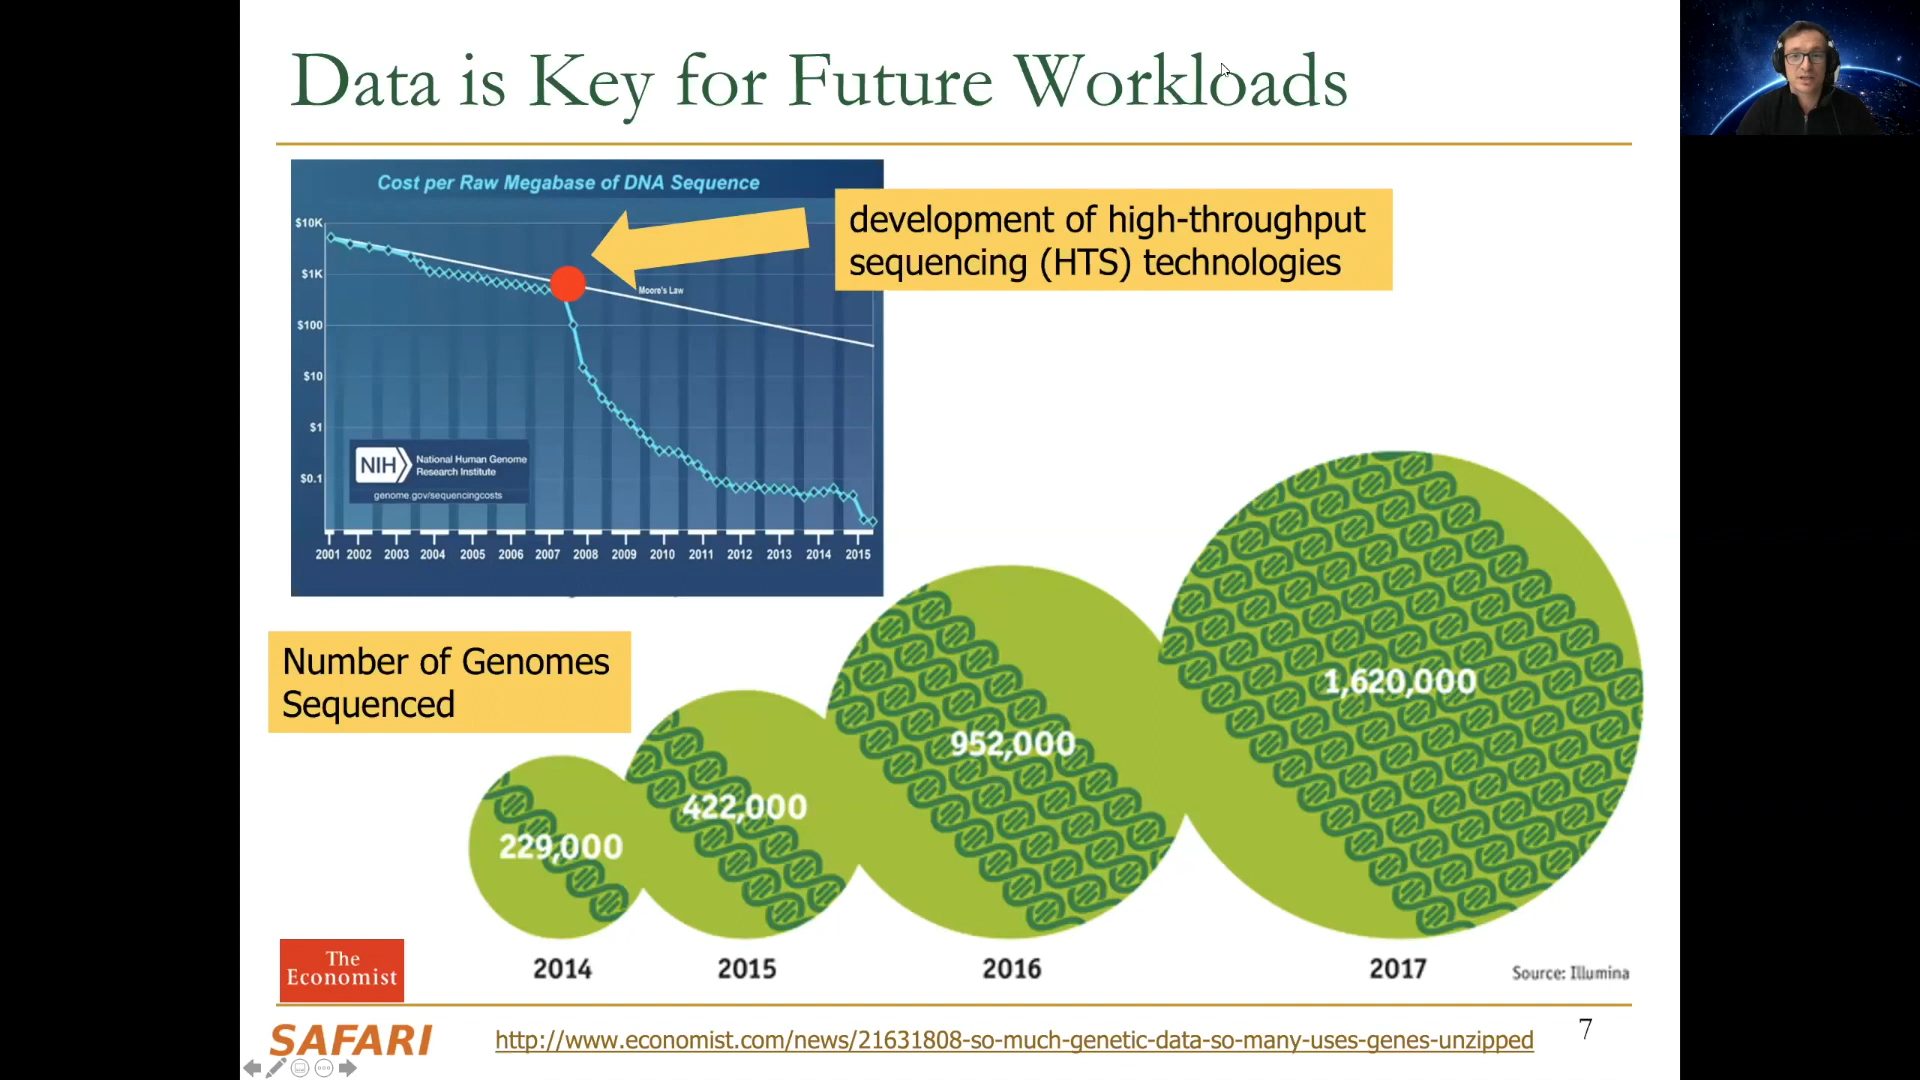 Data is Key for Future Workloads
Cost per Raw Megabase of DNA Sequence
$10K
$1K
$100
$10
$1
$0.1
Moore's Law
NIH
National Human Genome
Research Institute
genome.gov/sequencingcosts
2001 2002 2003 2004 2005 2006 2007 2008 2009 2010 2011 2012 2013 2014 2015
development of high-throughput
sequencing (HTS) technologies
Number of Genomes
Sequenced
229,000
422,000
952,000
1,620,000
2014 2015 2016 2017
Source: Illumina
The
Economist
SAFARI
http://www.economist.com/news/21631808-so-much-genetic-data-so-many-uses-genes-unzipped
7